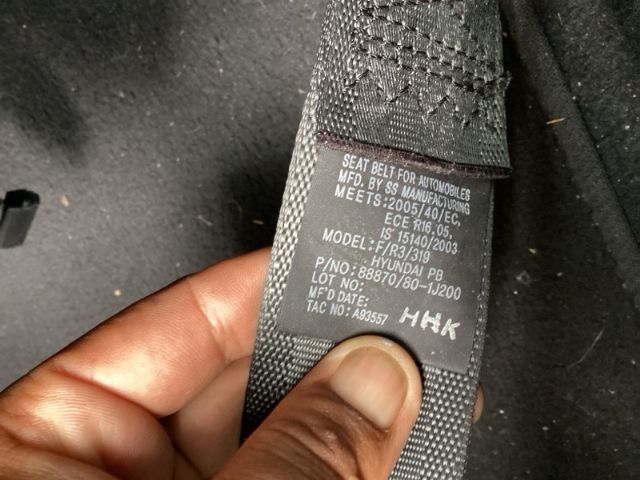 SEAT BELT FOR AUTOMOBILES
MFD. BY SS MANUFACTURING
MEETS:2005/40/EC,
ECE R16.05,
IS 15140/2003
MODEL:F/R3/319
HYUNDAI PB
P/NO:88870/80-1J200
LOT NO:
MF'D DATE:
TAC NO: A93557
HHK